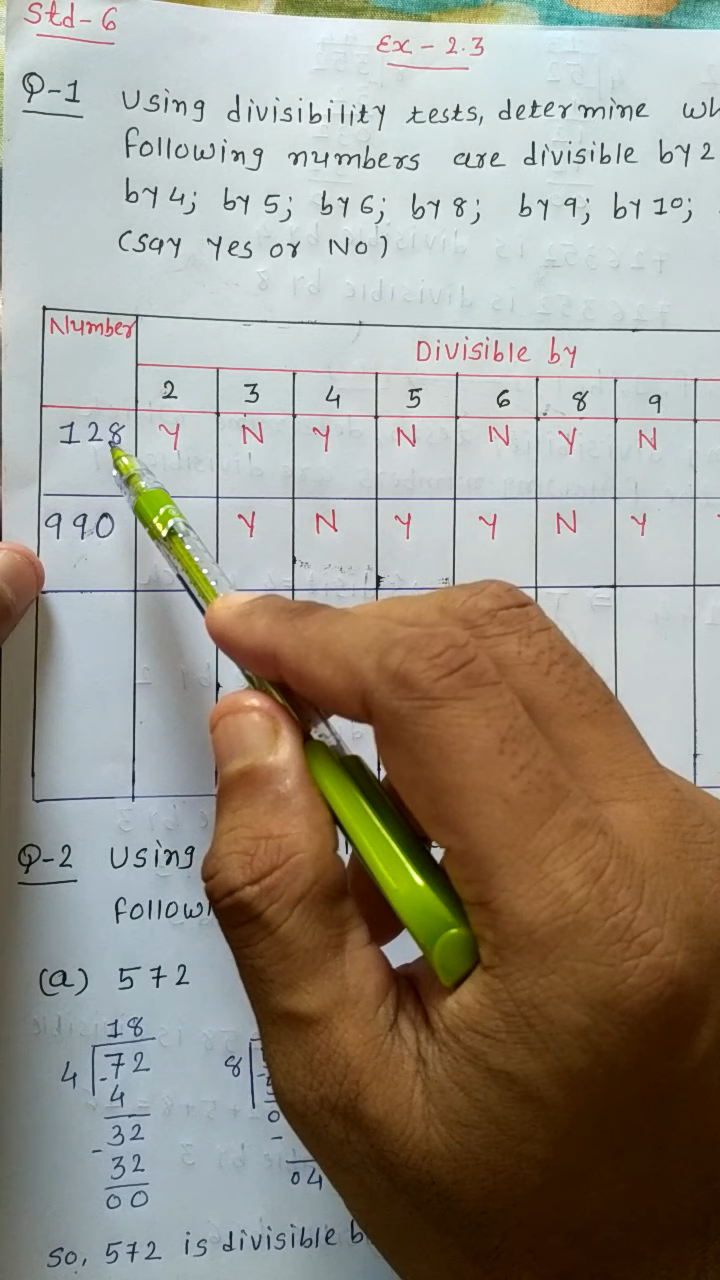 Std-6
Ex - 2.3
Q-1 Using divisibility tests, determine
following numbers are divisible by 2
by 4; by 5; by 6; by 8; by 9; by 10;
(say Yes or No)
Number Divisible by
2 3 4 5 6 8 9
128 Y N Y N N Y N
990 Y N Y Y N Y
Q-2 Using
(a) 572
18
4 72 8
- 4
32 0
- 32 -
00 04
So, 572 is divisible